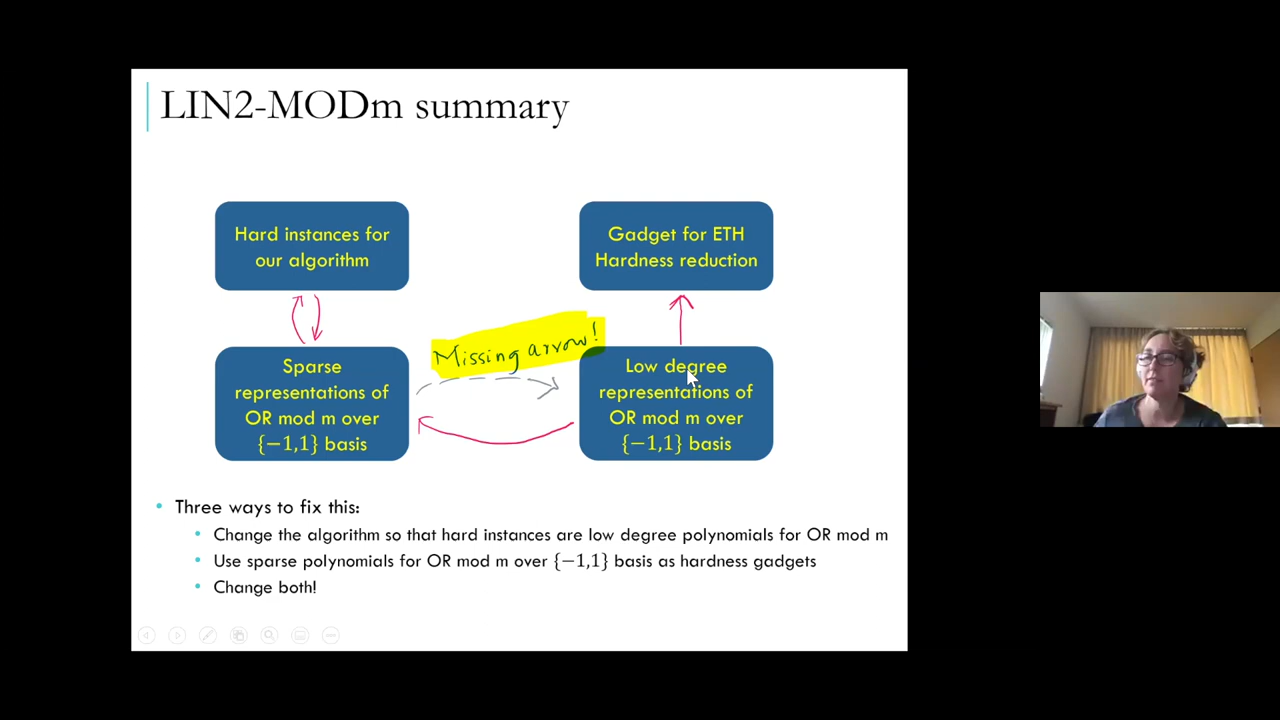 LIN2-MODm summary
Hard instances for
our algorithm
Gadget for ETH
Hardness reduction
Missing arrow!
Sparse
representations of
OR mod m over
{−1,1} basis
Low degree
representations of
OR mod m over
{−1,1} basis
• Three ways to fix this:
• Change the algorithm so that hard instances are low degree polynomials for OR mod m
• Use sparse polynomials for OR mod m over {−1,1} basis as hardness gadgets
• Change both!